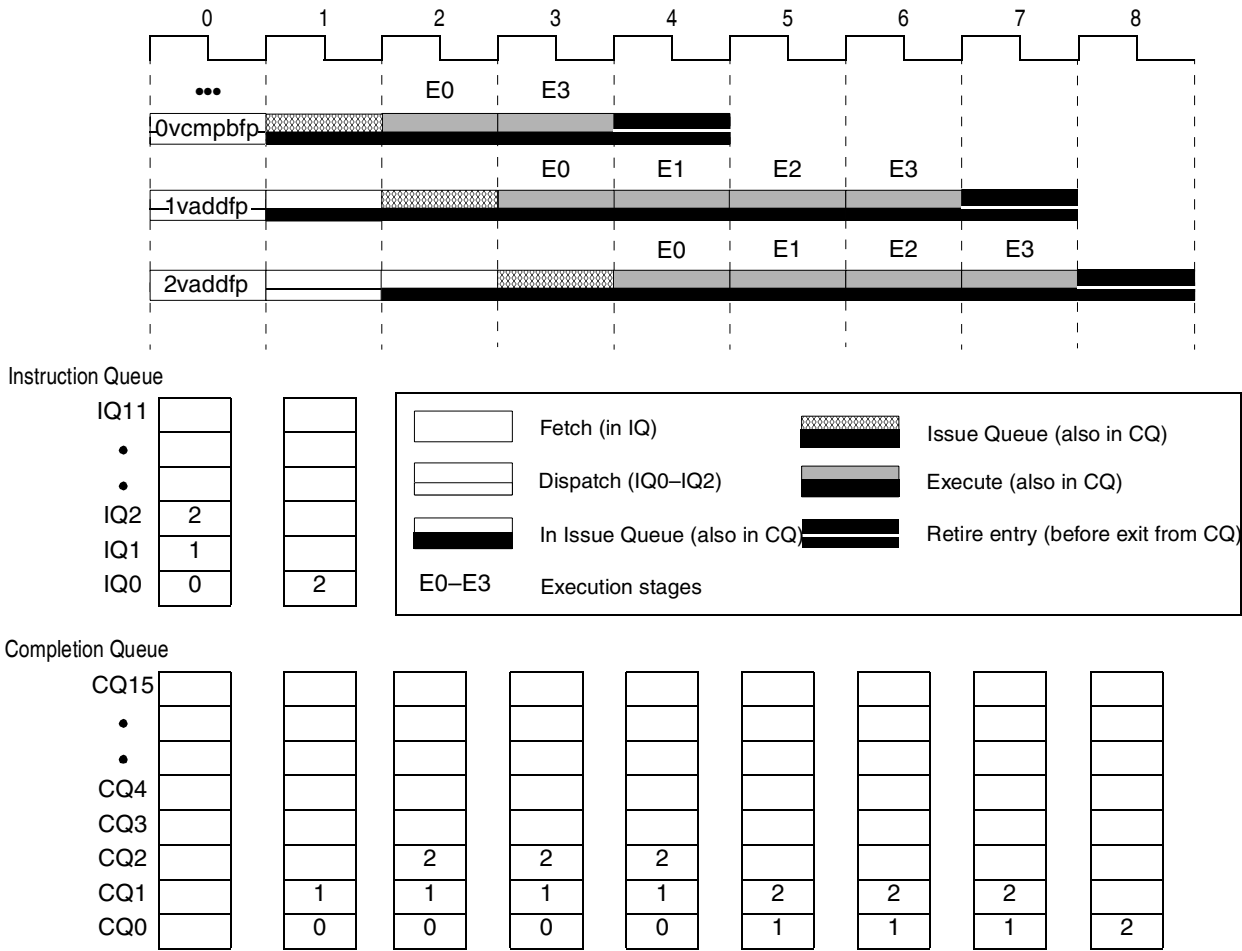 0 1 2 3 4 5 6 7 8
••• E0 E3
0vcmpbfp
E0 E1 E2 E3
1vaddfp
E0 E1 E2 E3
2vaddfp
Instruction Queue
IQ11
•
•
IQ2 2
IQ1 1
IQ0 0 2
Fetch (in IQ)
Dispatch (IQ0–IQ2)
In Issue Queue (also in CQ)
E0–E3 Execution stages
Issue Queue (also in CQ)
Execute (also in CQ)
Retire entry (before exit from CQ)
Completion Queue
CQ15
•
•
CQ4
CQ3
CQ2 2 2 2
CQ1 1 1 1 1 2 2 2
CQ0 0 0 0 0 1 1 1 2